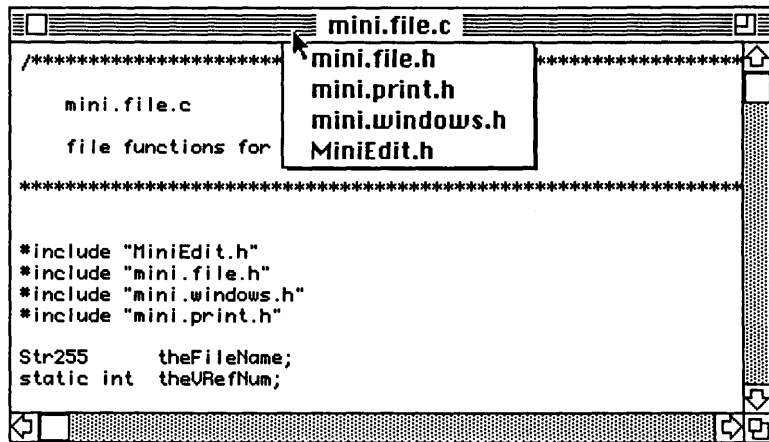 mini.file.c
mini.file.h
mini.print.h
mini.windows.h
MiniEdit.h
/************************ *********************
mini.file.c
file functions for
**********************************************************************
#include "MiniEdit.h"
#include "mini.file.h"
#include "mini.windows.h"
#include "mini.print.h"
Str255 theFileName;
static int theVRefNum;